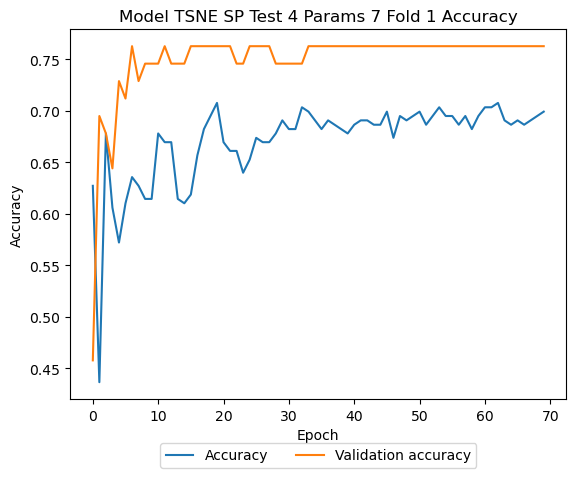 Model TSNE SP Test 4 Params 7 Fold 1 Accuracy
0.75
0.70
0.65
0.60
0.55
0.50
0.45
Accuracy
0 10 20 30 40 50 60 70
Epoch
Accuracy Validation accuracy